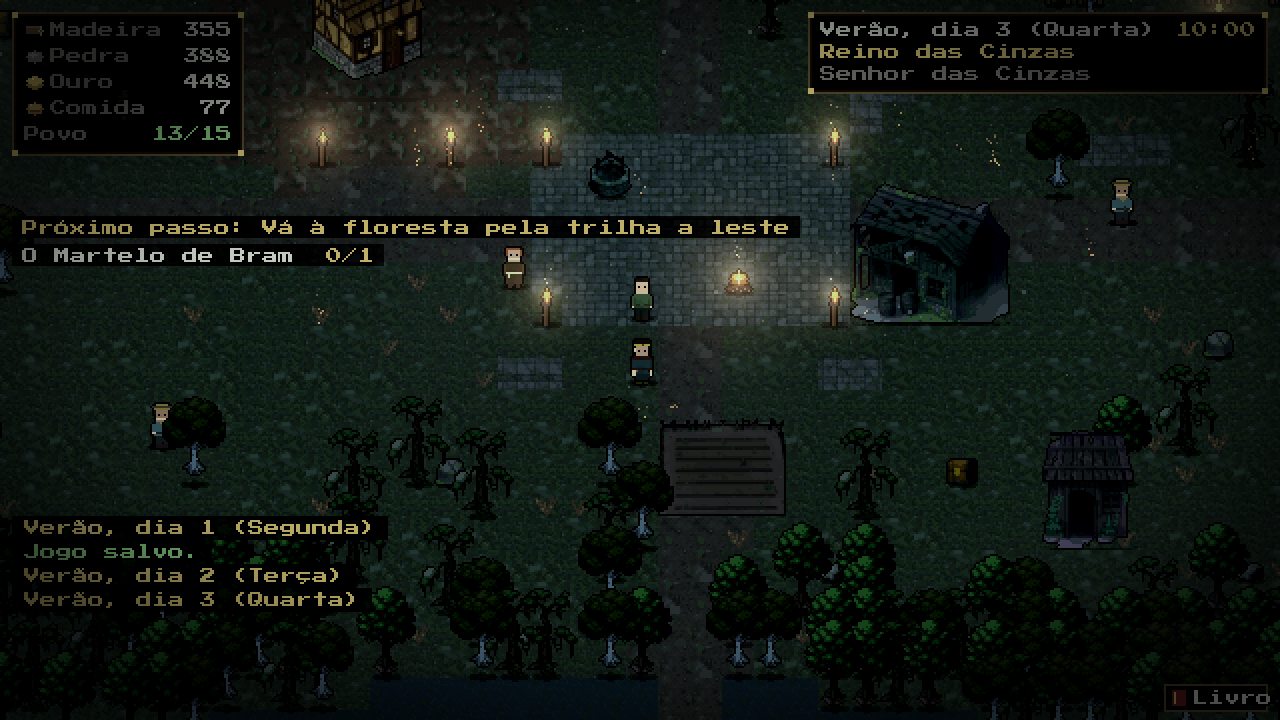 Madeira 355
Pedra 388
Ouro 448
Comida 77
Povo 13/15
Verão, dia 3 (Quarta) 10:00
Reino das Cinzas
Senhor das Cinzas
Próximo passo: Vá à floresta pela trilha a leste
O Martelo de Bram 0/1
Verão, dia 1 (Segunda)
Jogo salvo.
Verão, dia 2 (Terça)
Verão, dia 3 (Quarta)
Livro